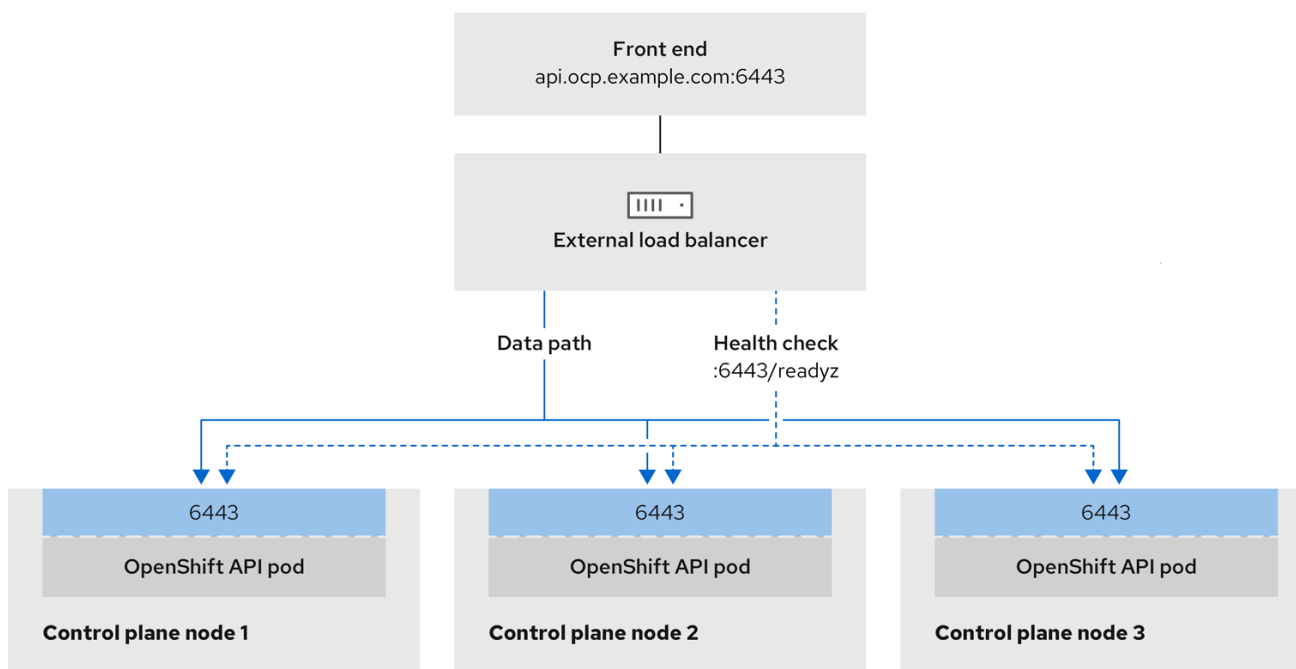 Front end
api.ocp.example.com:6443
External load balancer
Data path
Health check
:6443/readyz
6443
6443
6443
OpenShift API pod
OpenShift API pod
OpenShift API pod
Control plane node 1
Control plane node 2
Control plane node 3